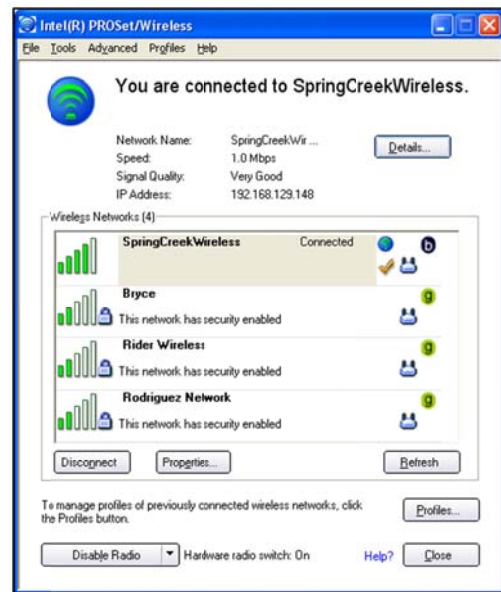 Intel(R) PROSet/Wireless
File Tools Advanced Profiles Help
You are connected to SpringCreekWireless.
Network Name: SpringCreekWir ...
Details...
Speed: 1.0 Mbps
Signal Quality: Very Good
IP Address: 192.168.129.148
Wireless Networks (4)
SpringCreekWireless Connected b
Bryce g
This network has security enabled
Rider Wireless g
This network has security enabled
Rodriguez Network g
This network has security enabled
Disconnect Properties... Refresh
To manage profiles of previously connected wireless networks, click
the Profiles button.
Profiles...
Disable Radio Hardware radio switch: On Help? Close